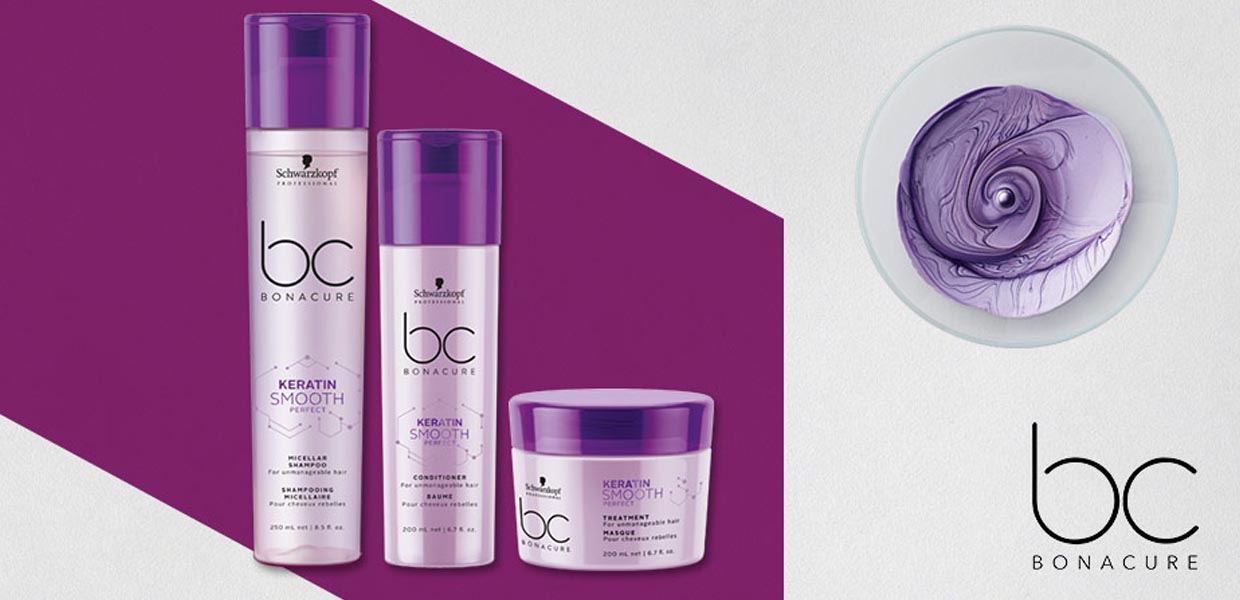 Schwarzkopf
PROFESSIONAL
bc
BONACURE
KERATIN
SMOOTH
PERFECT
MICELLAR
SHAMPOO
For unmanageable hair
SHAMPOOING
MICELLAIRE
Pour cheveux rebelles
250 mL net | 8.5 fl. oz.
Schwarzkopf
PROFESSIONAL
bc
BONACURE
KERATIN
SMOOTH
PERFECT
CONDITIONER
For unmanageable hair
BAUME
Pour cheveux rebelles
200 mL net | 6.7 fl. oz.
Schwarzkopf
PROFESSIONAL
bc
BONACURE
KERATIN
SMOOTH
PERFECT
TREATMENT
For unmanageable hair
MASQUE
Pour cheveux rebelles
200 mL net | 6.7 fl. oz.
bc
BONACURE